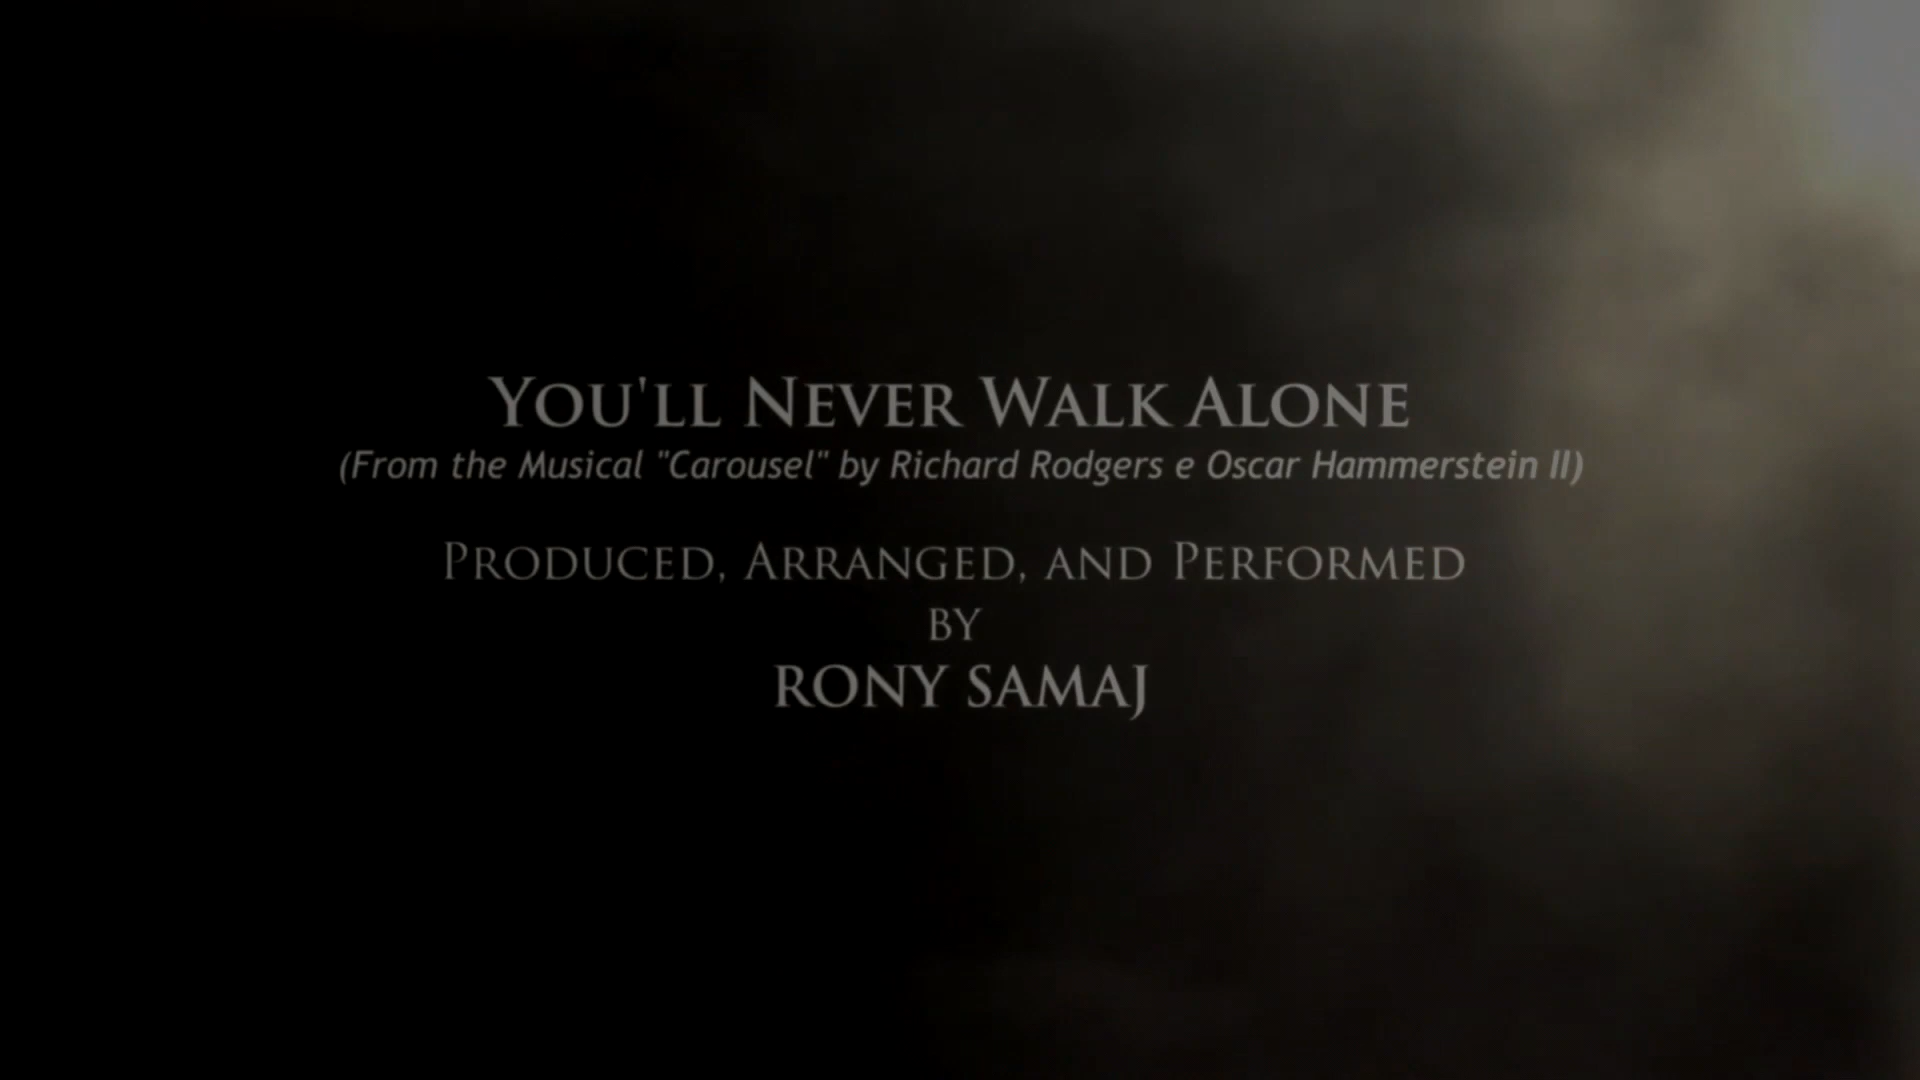 You'll Never Walk Alone
(From the Musical "Carousel" by Richard Rodgers e Oscar Hammerstein II)
Produced, Arranged, and Performed
by
RONY SAMAJ